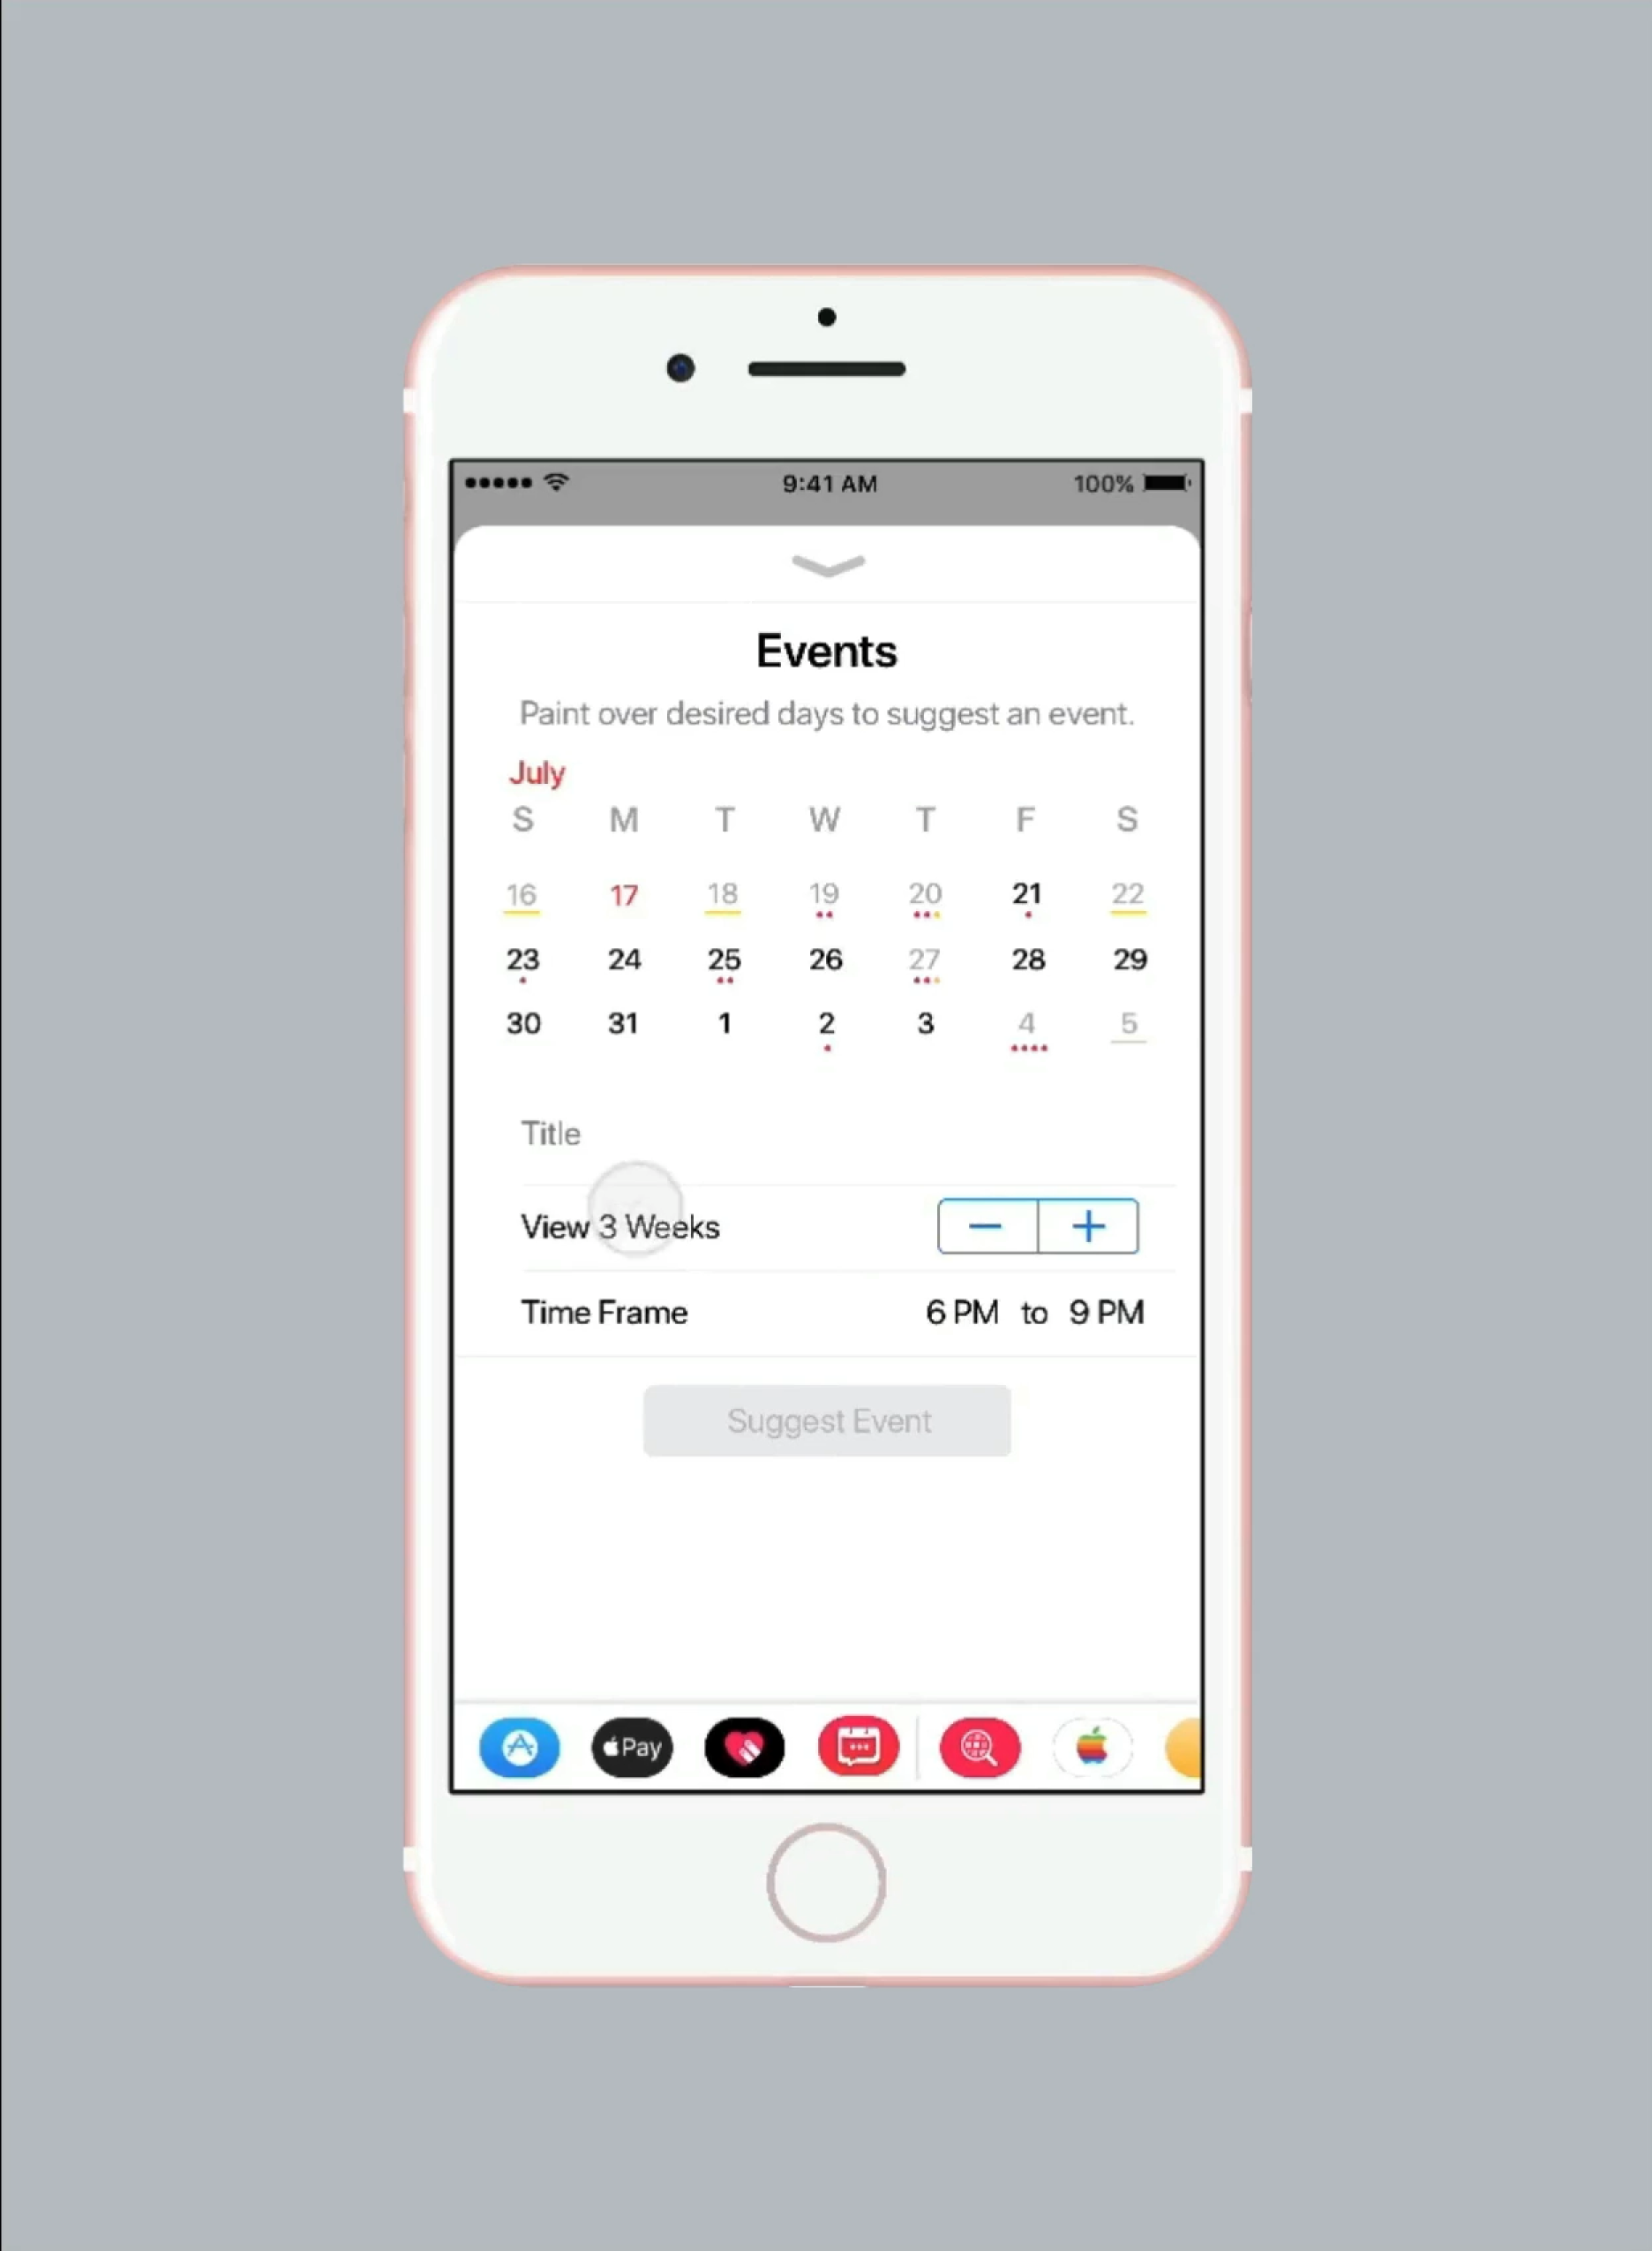 9:41 AM 100%
Events
Paint over desired days to suggest an event.
July
S M T W T F S
16 17 18 19 20 21 22
23 24 25 26 27 28 29
30 31 1 2 3 4 5
Title
View 3 Weeks − +
Time Frame 6 PM to 9 PM
Suggest Event
Pay